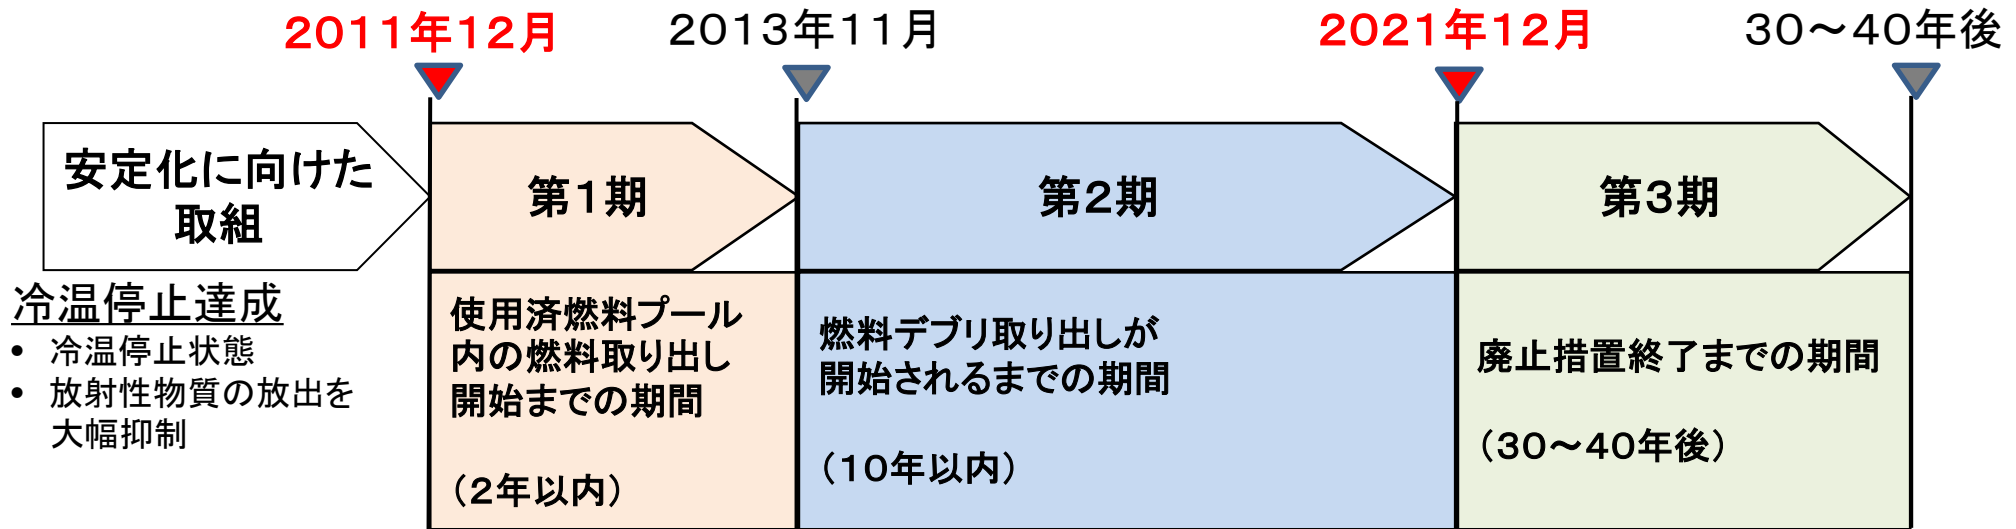 2011年12月
2013年11月
2021年12月
30～40年後
安定化に向けた
取組
第1期
第2期
第3期
冷温停止達成
• 冷温停止状態
• 放射性物質の放出を
大幅抑制
使用済燃料プール
内の燃料取り出し
開始までの期間
（2年以内）
燃料デブリ取り出しが
開始されるまでの期間
（10年以内）
廃止措置終了までの期間
（30～40年後）